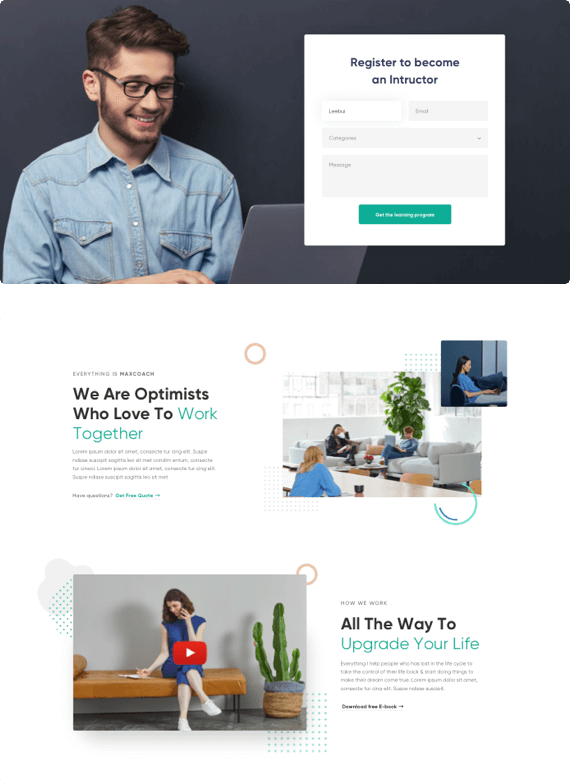 Register to become
an Intructor
Leebui
Email
Categories
Message
Get the learning program
EVERYTHING IS MAXCOACH
We Are Optimists
Who Love To Work
Together
Lorem ipsum dolor sit amet, consecte tur cing elit. Suspe
ndisse suscipit sagittis leo sit met condim entum, consecte
tur cinsci. Lorem ipsum dolor sit amet, consecte tur cing elit.
Suspe ndisse suscipit sagittis leo sit met
Have questions? Get Free Quote →
HOW WE WORK
All The Way To
Upgrade Your Life
Everything I help people who has lost in the life cycle to
take the control of their life back & start doing things to
make their dream come true. Lorem ipsum dolor sit amet,
consecte tur cing elit. Suspe ndisse suscipit.
Download free E-book →